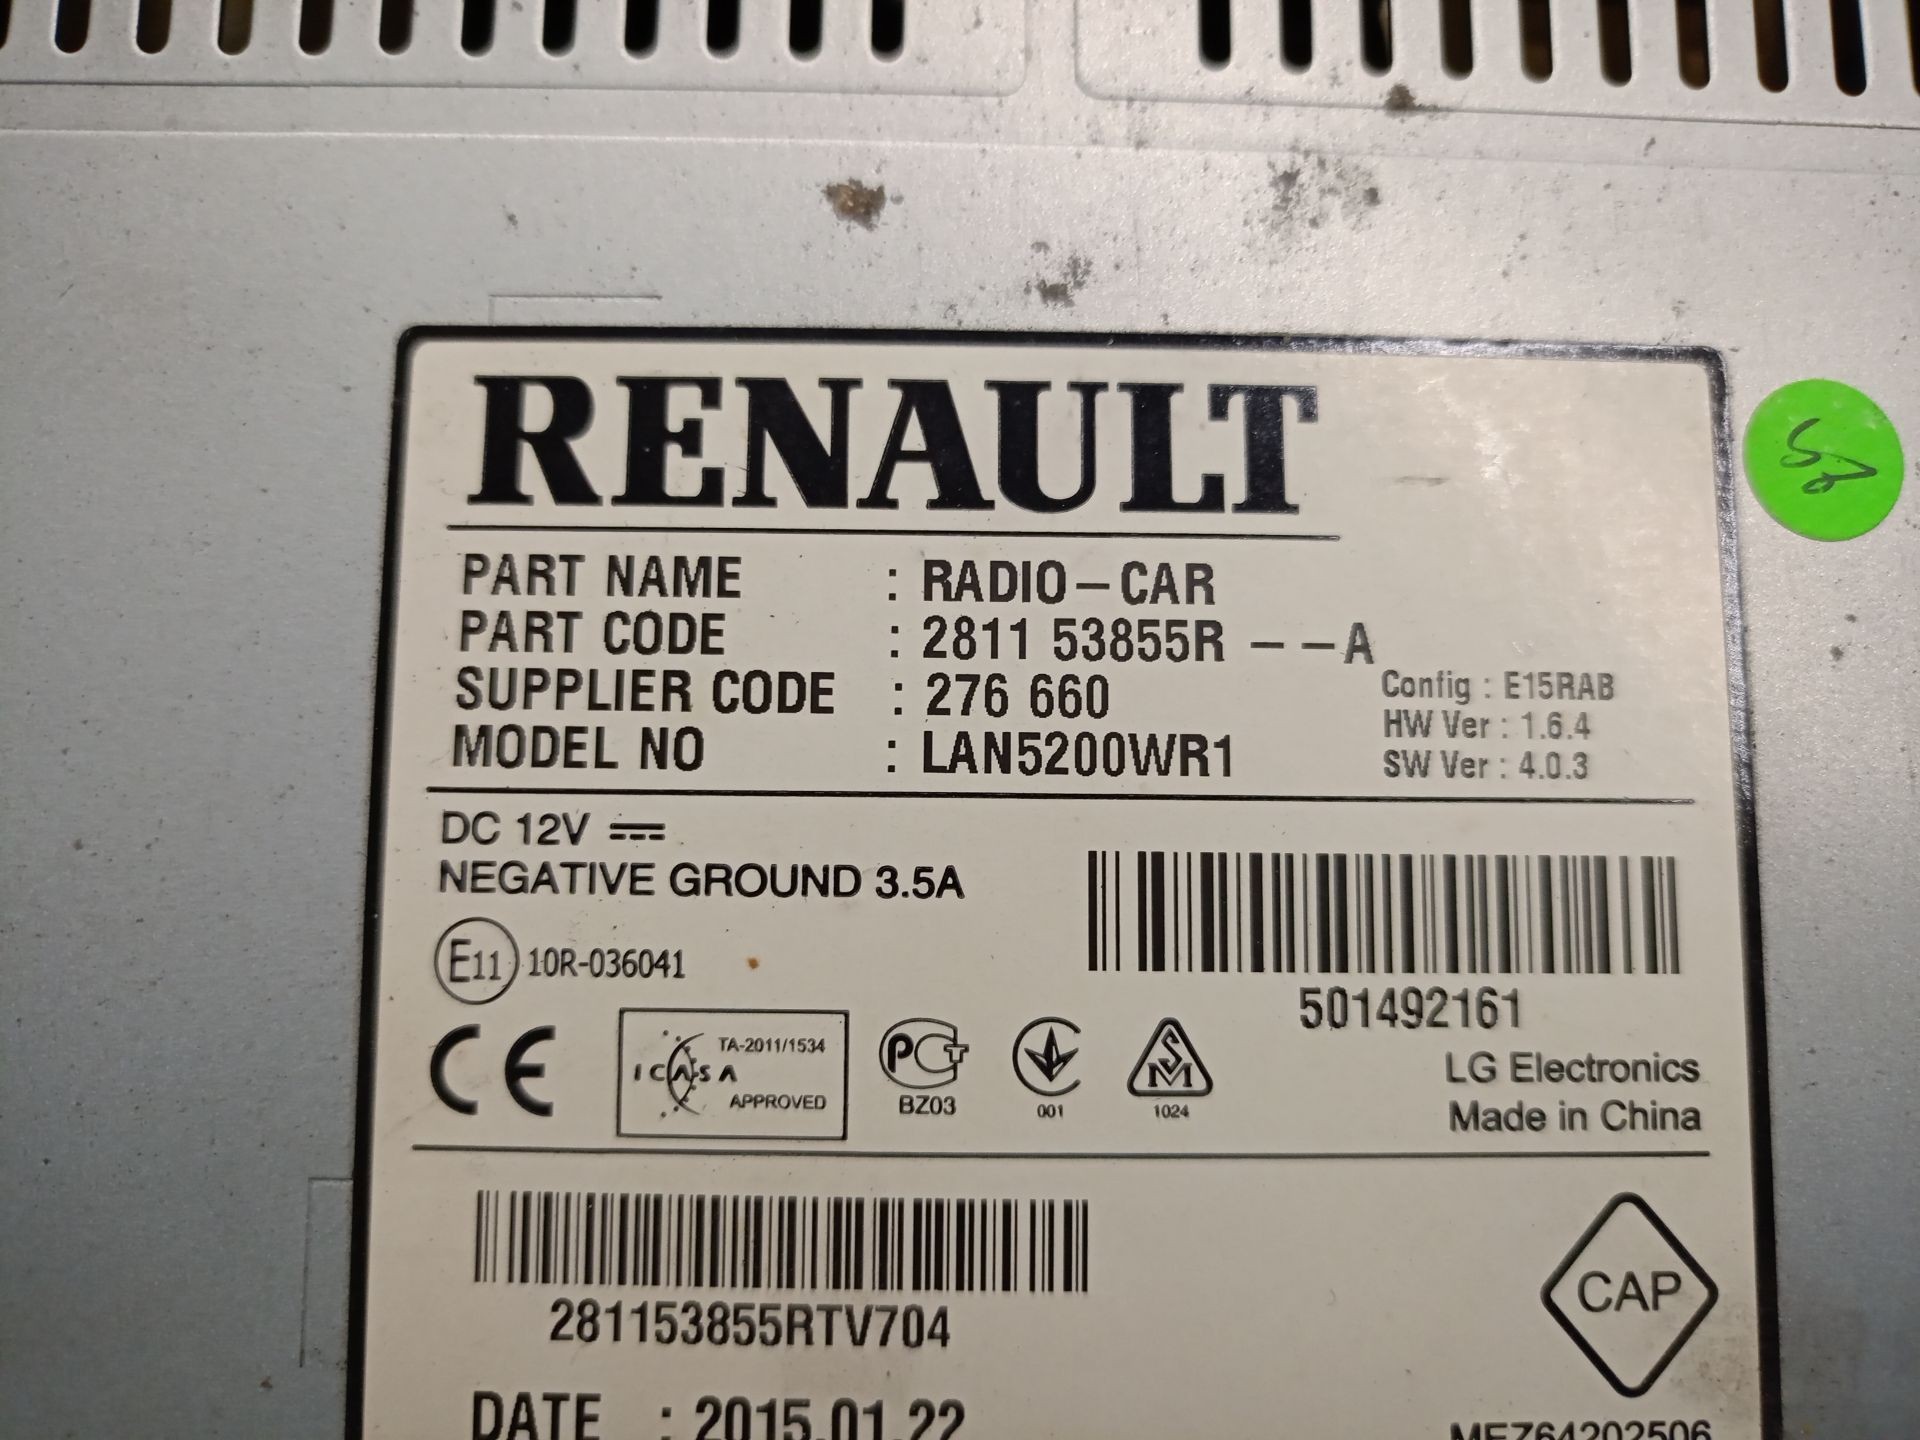 RENAULT
PART NAME : RADIO-CAR
PART CODE : 2811 53855R - - A
SUPPLIER CODE : 276 660
MODEL NO : LAN5200WR1
Config : E15RAB
HW Ver : 1.6.4
SW Ver : 4.0.3
DC 12V
NEGATIVE GROUND 3.5A
E11 10R-036041
501492161
CE
ICASA
TA-2011/1534
APPROVED
BZ03
001
SM
1024
LG Electronics
Made in China
281153855RTV704
CAP
DATE : 2015.01.22
MEZ64202506